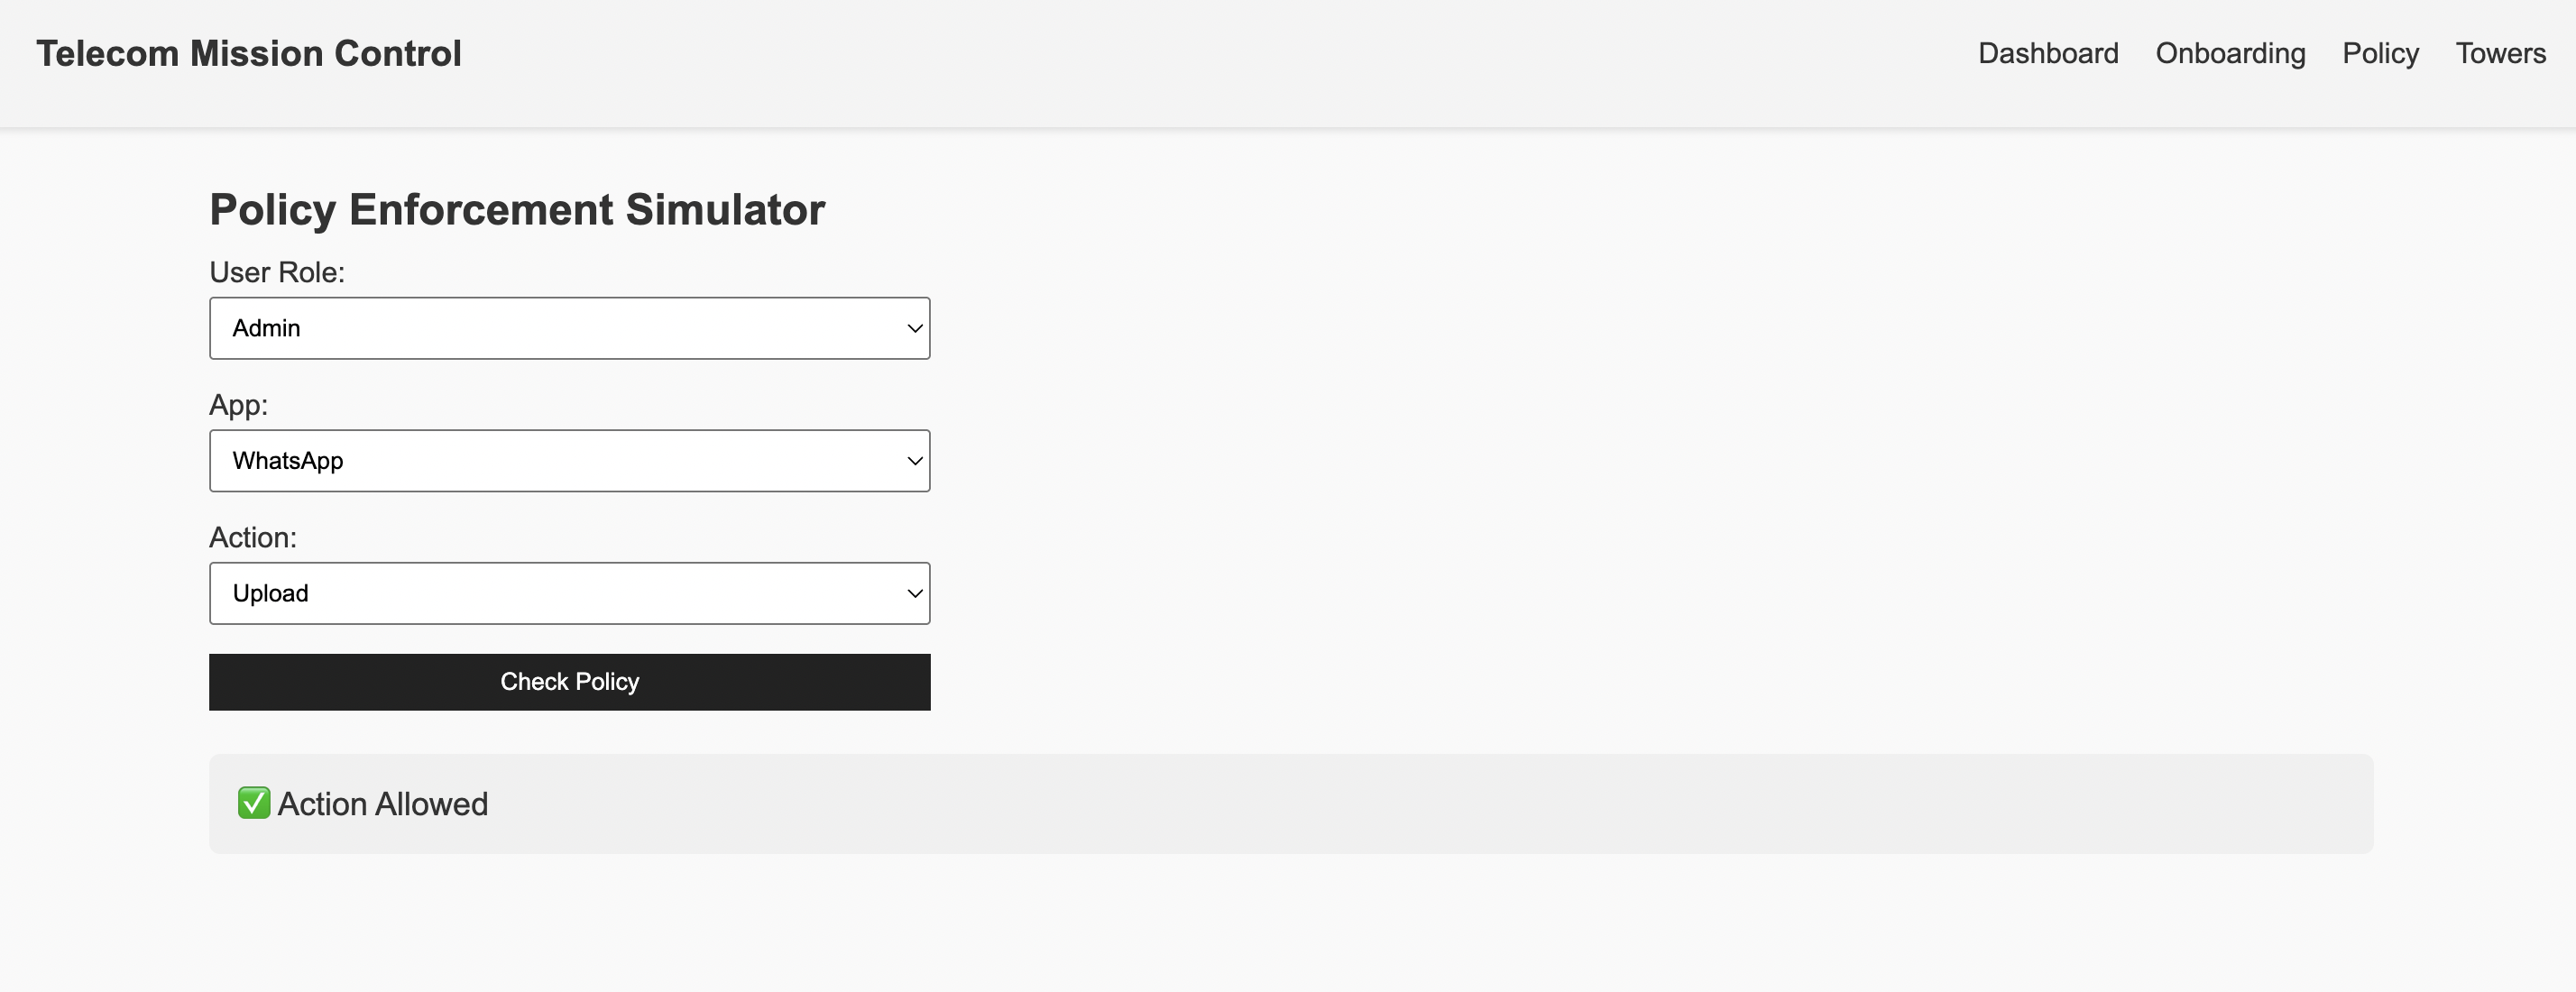 Telecom Mission Control
Dashboard Onboarding Policy Towers
Policy Enforcement Simulator
User Role:
Admin
App:
WhatsApp
Action:
Upload
Check Policy
✅ Action Allowed